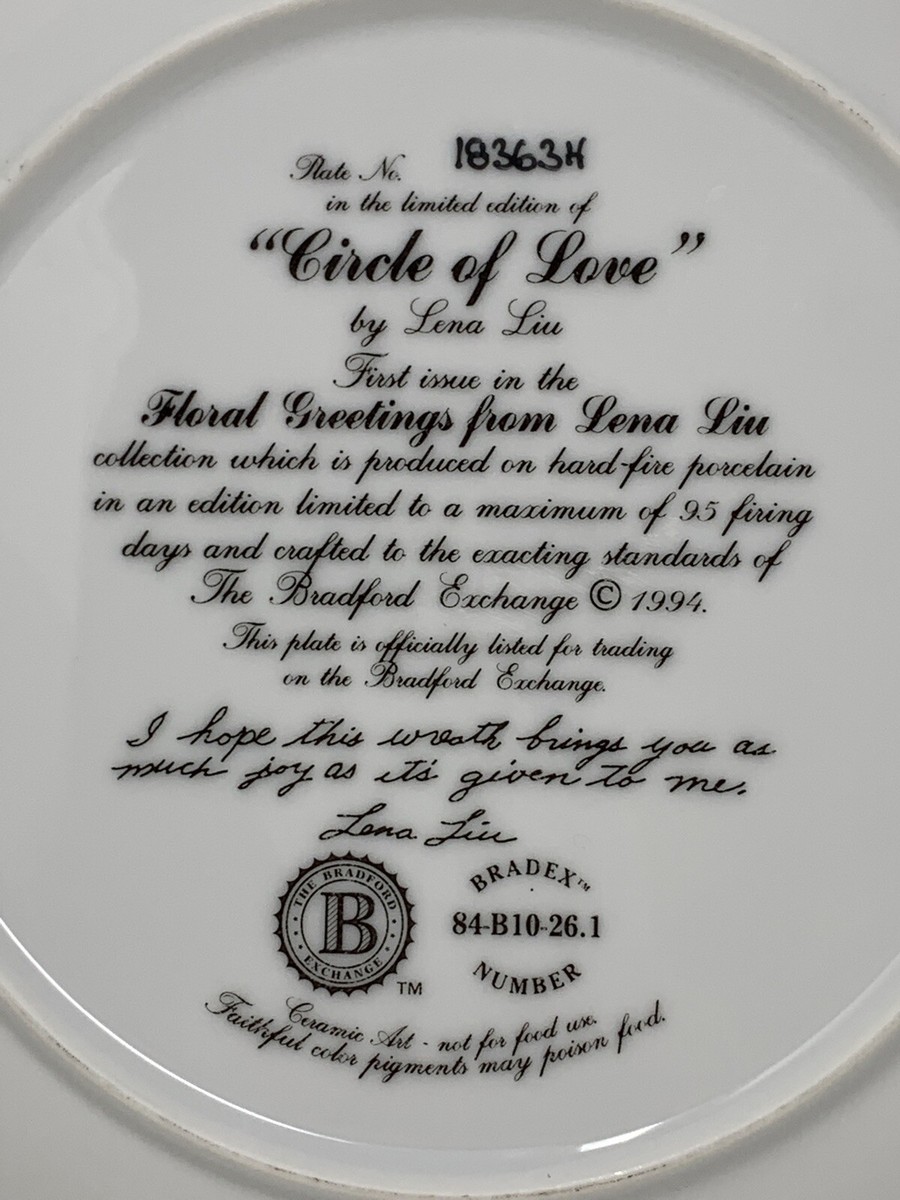 Plate No. 18363H
in the limited edition of
“Circle of Love”
by Lena Liu
First issue in the
Floral Greetings from Lena Liu
collection which is produced on hard-fire porcelain
in an edition limited to a maximum of 95 firing
days and crafted to the exacting standards of
The Bradford Exchange © 1994.
This plate is officially listed for trading
on the Bradford Exchange.
I hope this wreath brings you as
much joy as it's given to me.
Lena Liu
THE BRADFORD
B
EXCHANGE
TM
BRADEX™
84-B10-26.1
NUMBER
Ceramic Art - not for food use.
Faithful color pigments may poison food.